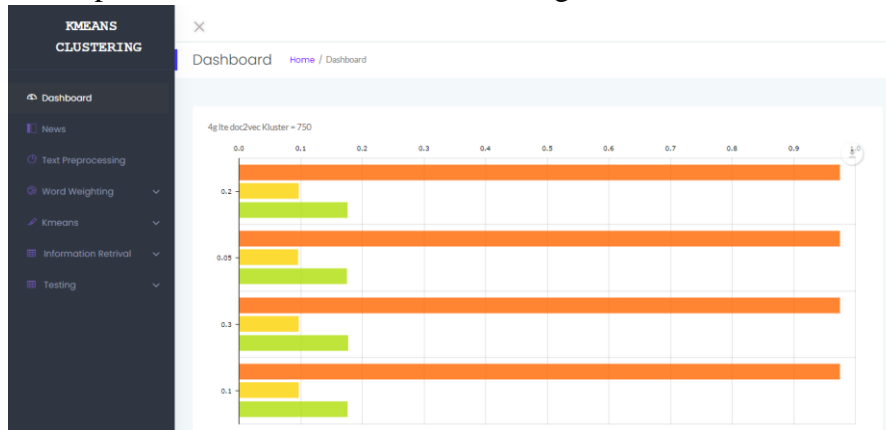 KMEANS
CLUSTERING
×
Dashboard Home / Dashboard
Dashboard
News
Text Preprocessing
Word Weighting
Kmeans
Information Retrival
Testing
4g lte doc2vec Kluster = 750
0.0 0.1 0.2 0.3 0.4 0.5 0.6 0.7 0.8 0.9
0.2
0.05
0.3
0.1